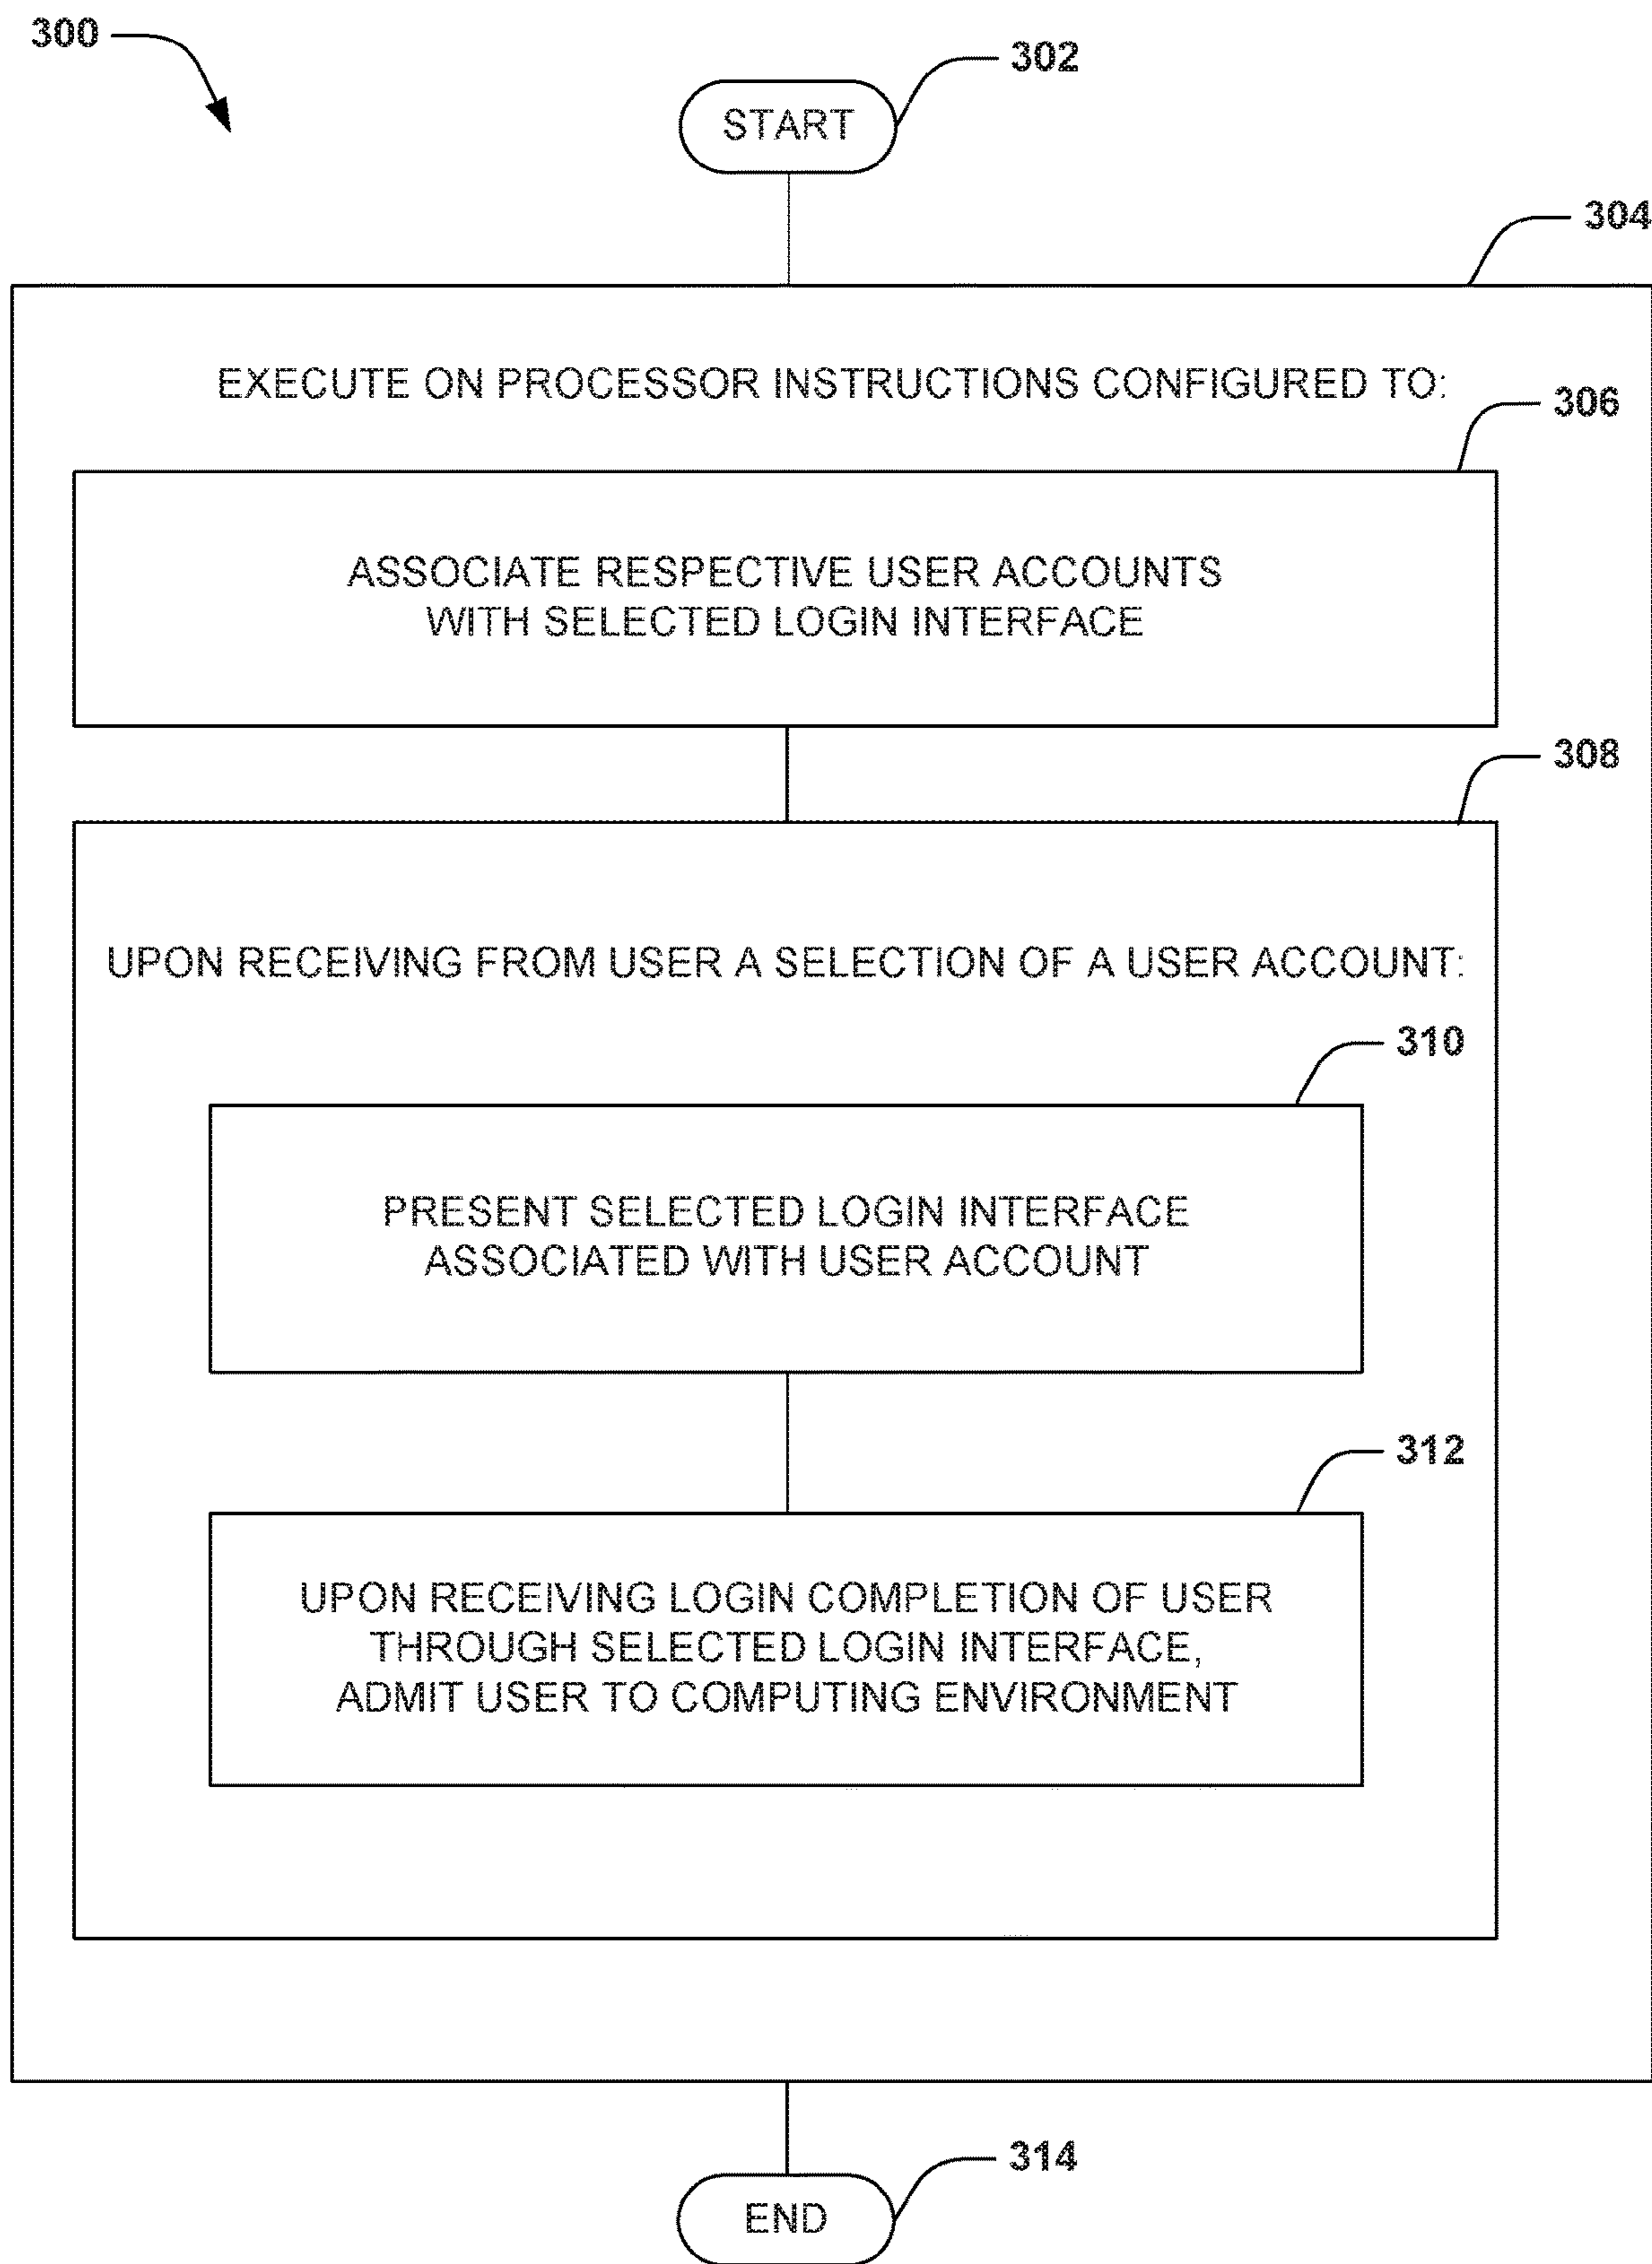 300
302
START
304
EXECUTE ON PROCESSOR INSTRUCTIONS CONFIGURED TO:
306
ASSOCIATE RESPECTIVE USER ACCOUNTS
WITH SELECTED LOGIN INTERFACE
308
UPON RECEIVING FROM USER A SELECTION OF A USER ACCOUNT:
310
PRESENT SELECTED LOGIN INTERFACE
ASSOCIATED WITH USER ACCOUNT
312
UPON RECEIVING LOGIN COMPLETION OF USER
THROUGH SELECTED LOGIN INTERFACE,
ADMIT USER TO COMPUTING ENVIRONMENT
314
END